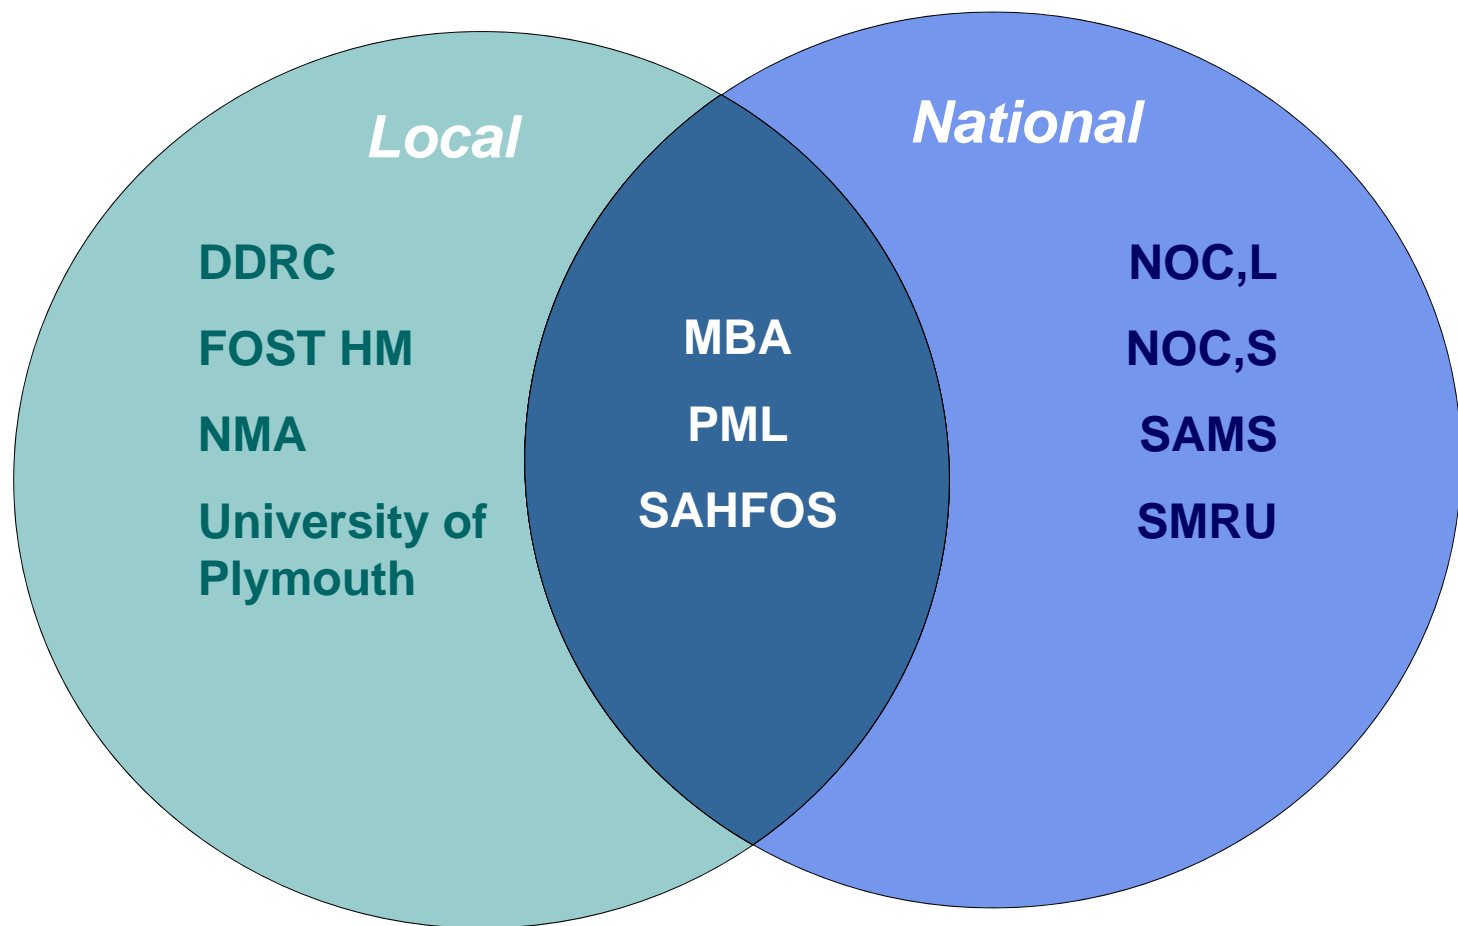 Local
National
DDRC
FOST HM
NMA
University of
Plymouth
MBA
PML
SAHFOS
NOC,L
NOC,S
SAMS
SMRU